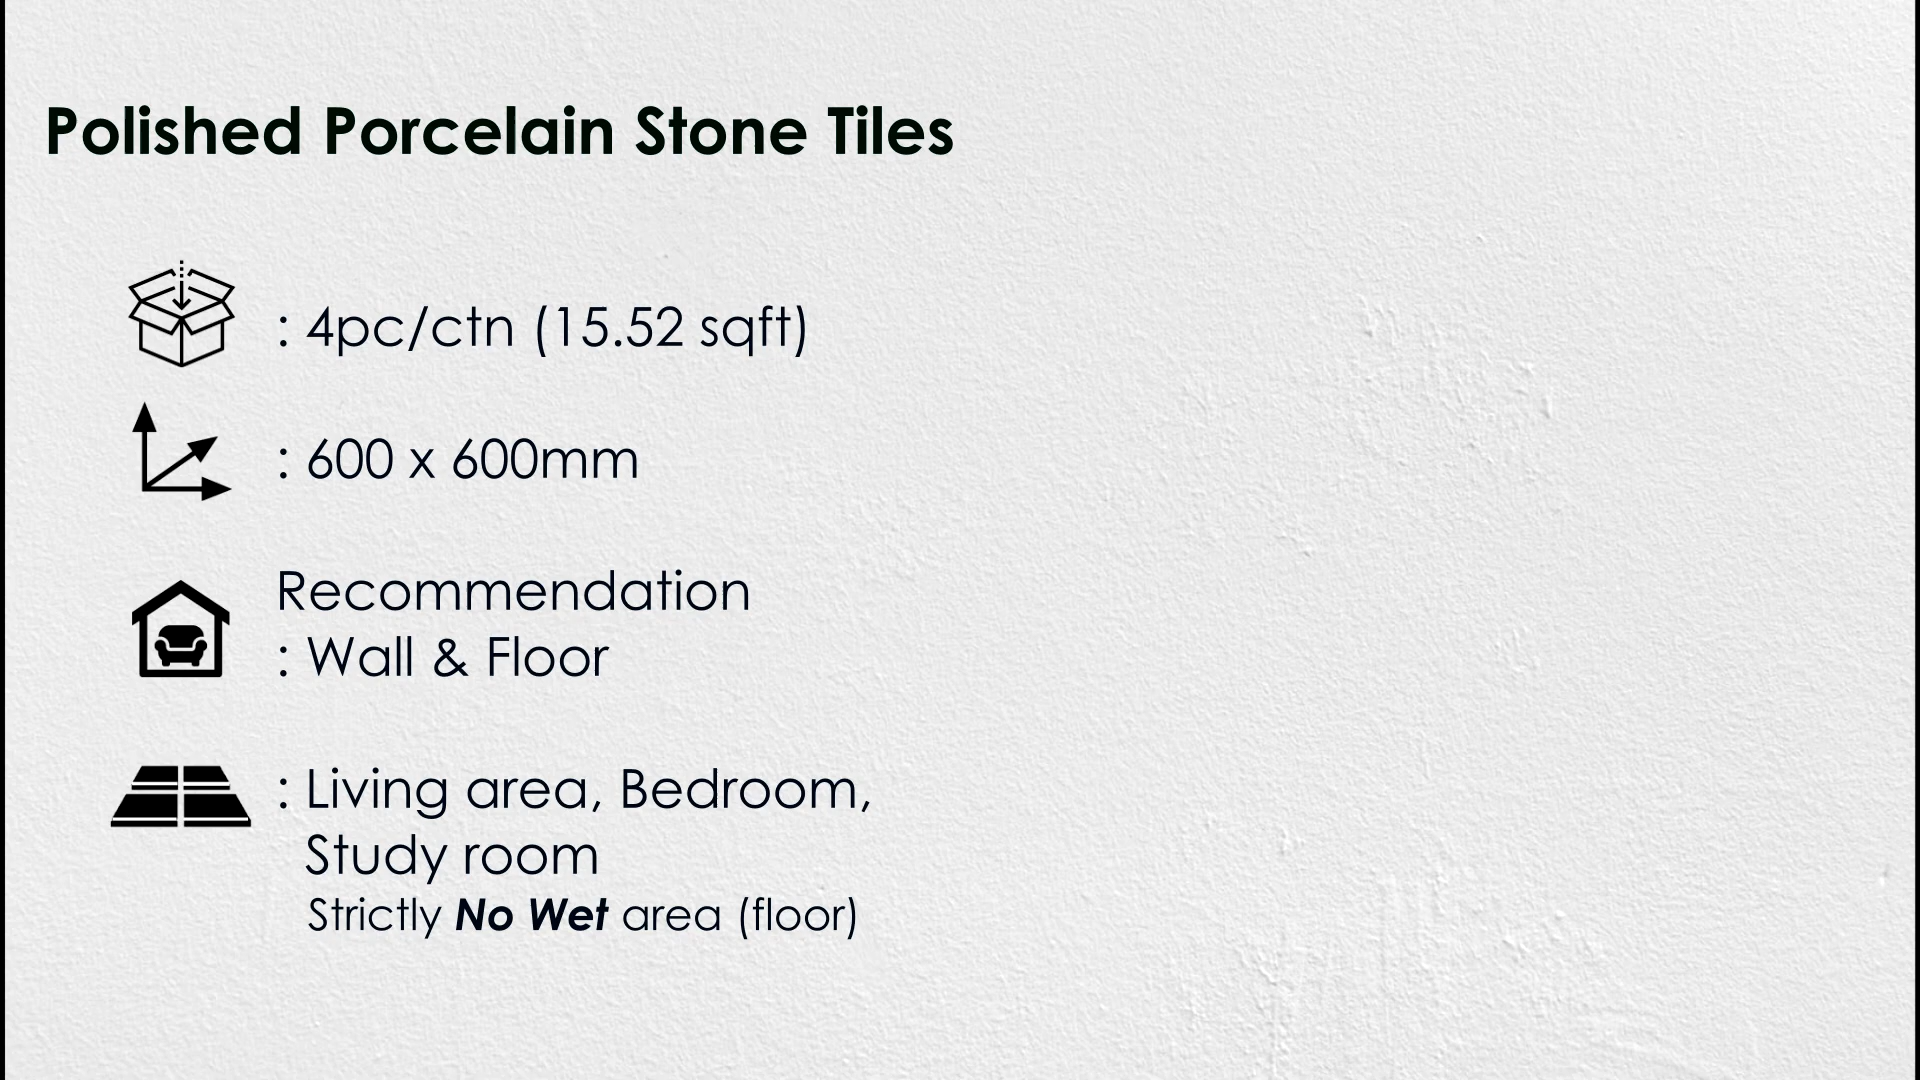 Polished Porcelain Stone Tiles
: 4pc/ctn (15.52 sqft)
: 600 x 600mm
Recommendation
: Wall & Floor
: Living area, Bedroom,
Study room
Strictly No Wet area (floor)